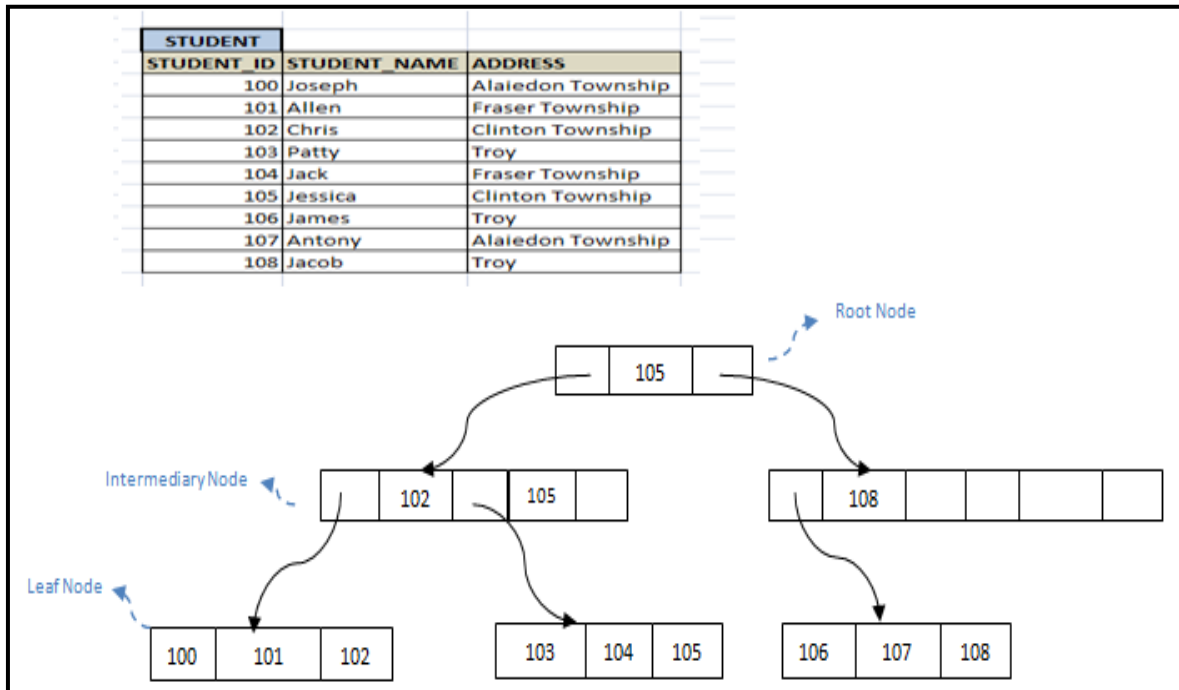 STUDENT
STUDENT_ID STUDENT_NAME ADDRESS
100 Joseph Alaiedon Township
101 Allen Fraser Township
102 Chris Clinton Township
103 Patty Troy
104 Jack Fraser Township
105 Jessica Clinton Township
106 James Troy
107 Antony Alaiedon Township
108 Jacob Troy
Root Node
105
Intermediary Node
102 105
108
Leaf Node
100 101 102
103 104 105
106 107 108